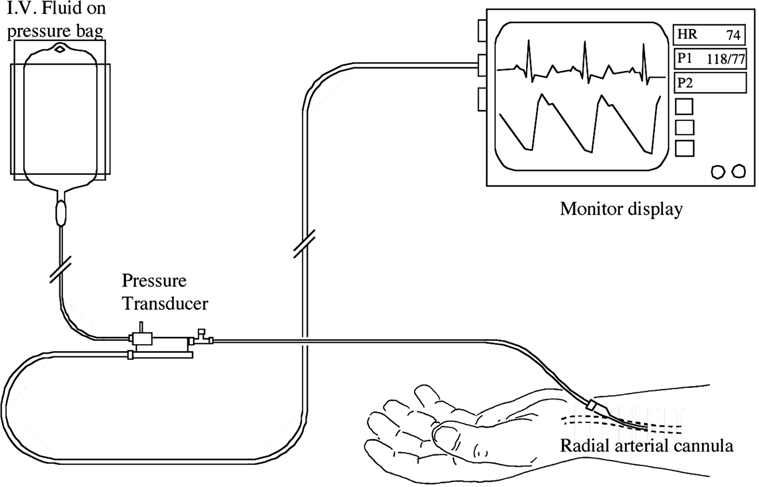 I.V. Fluid on
pressure bag
HR 74
P1 118/77
P2
Monitor display
Pressure
Transducer
Radial arterial cannula